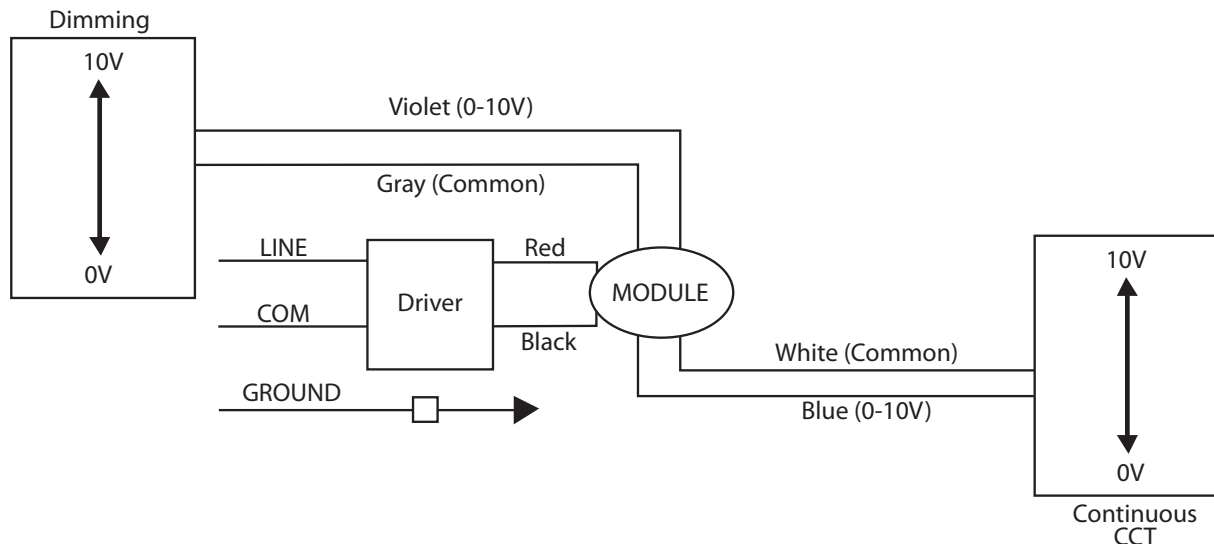 Dimming
10V
0V
Violet (0-10V)
Gray (Common)
LINE
COM
GROUND
Driver
Red
Black
MODULE
White (Common)
Blue (0-10V)
10V
0V
Continuous
CCT